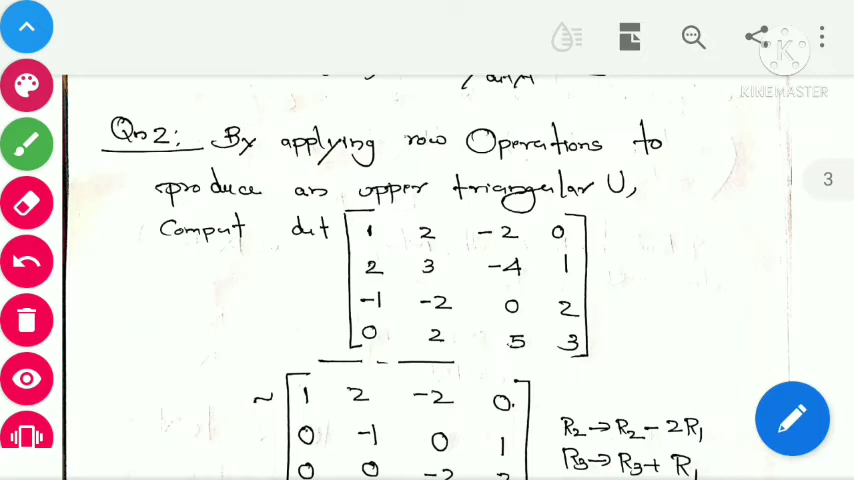 KINEMASTER
3
Qn2: By applying row Operations to
produce an upper triangular U,
Comput det [ 1 2 -2 0
2 3 -4 1
-1 -2 0 2
0 2 5 3 ]
~ [ 1 2 -2 0
0 -1 0 1 R2→R2-2R1
0 0 -2 2 R3→R3+R1